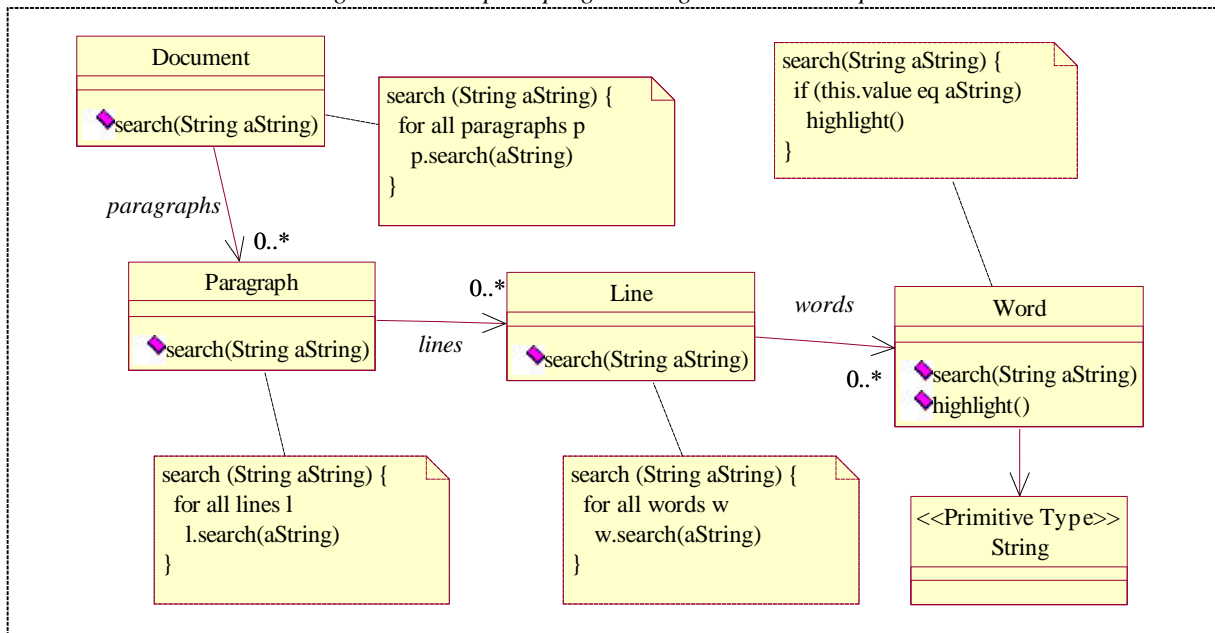 Document
search(String aString)
search (String aString) {
for all paragraphs p
p.search(aString)
}
search(String aString) {
if (this.value eq aString)
highlight()
}
paragraphs
0..*
Paragraph
search(String aString)
0..*
lines
Line
search(String aString)
words
0..*
Word
search(String aString)
highlight()
search (String aString) {
for all lines l
l.search(aString)
}
search (String aString) {
for all words w
w.search(aString)
}
<<Primitive Type>>
String